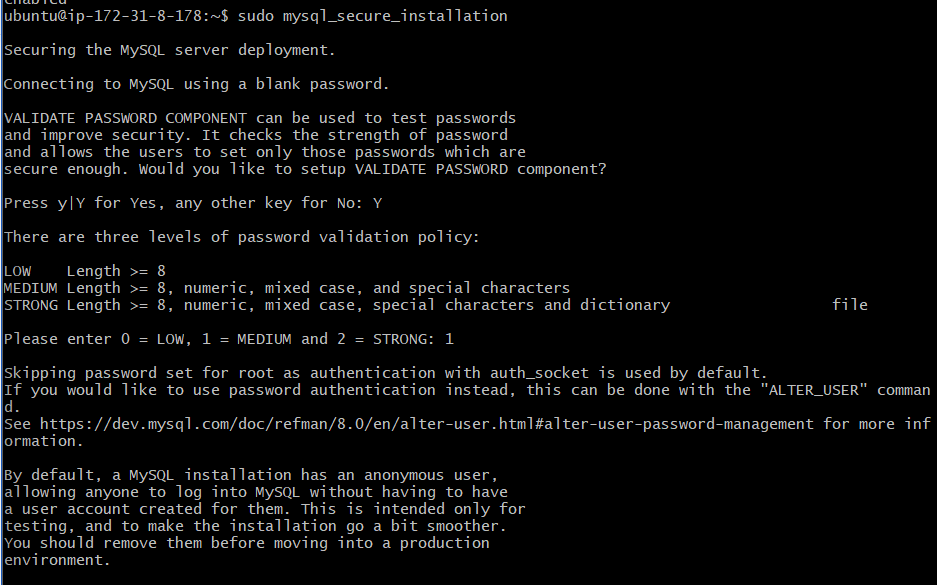 enabled
ubuntu@ip-172-31-8-178:~$ sudo mysql_secure_installation
Securing the MySQL server deployment.
Connecting to MySQL using a blank password.
VALIDATE PASSWORD COMPONENT can be used to test passwords
and improve security. It checks the strength of password
and allows the users to set only those passwords which are
secure enough. Would you like to setup VALIDATE PASSWORD component?
Press y|Y for Yes, any other key for No: Y
There are three levels of password validation policy:
LOW    Length >= 8
MEDIUM Length >= 8, numeric, mixed case, and special characters
STRONG Length >= 8, numeric, mixed case, special characters and dictionary                  file
Please enter 0 = LOW, 1 = MEDIUM and 2 = STRONG: 1
Skipping password set for root as authentication with auth_socket is used by default.
If you would like to use password authentication instead, this can be done with the "ALTER_USER" comman
d.
See https://dev.mysql.com/doc/refman/8.0/en/alter-user.html#alter-user-password-management for more inf
ormation.
By default, a MySQL installation has an anonymous user,
allowing anyone to log into MySQL without having to have
a user account created for them. This is intended only for
testing, and to make the installation go a bit smoother.
You should remove them before moving into a production
environment.